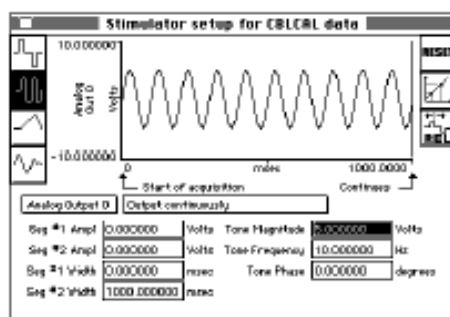 Stimulator setup for CBLCAL data
10.000000
Analog Out 0
Volts
-10.000000
0
msec
1000.0000
Start of acquisition
Continues
Analog Output 0
Output continuously
Seg #1 Ampl 0.000000 Volts
Tone Magnitude 5.000000 Volts
Seg #2 Ampl 0.000000 Volts
Tone Frequency 10.000000 Hz
Seg #1 Width 0.000000 msec
Tone Phase 0.000000 degrees
Seg #2 Width 1000.000000 msec